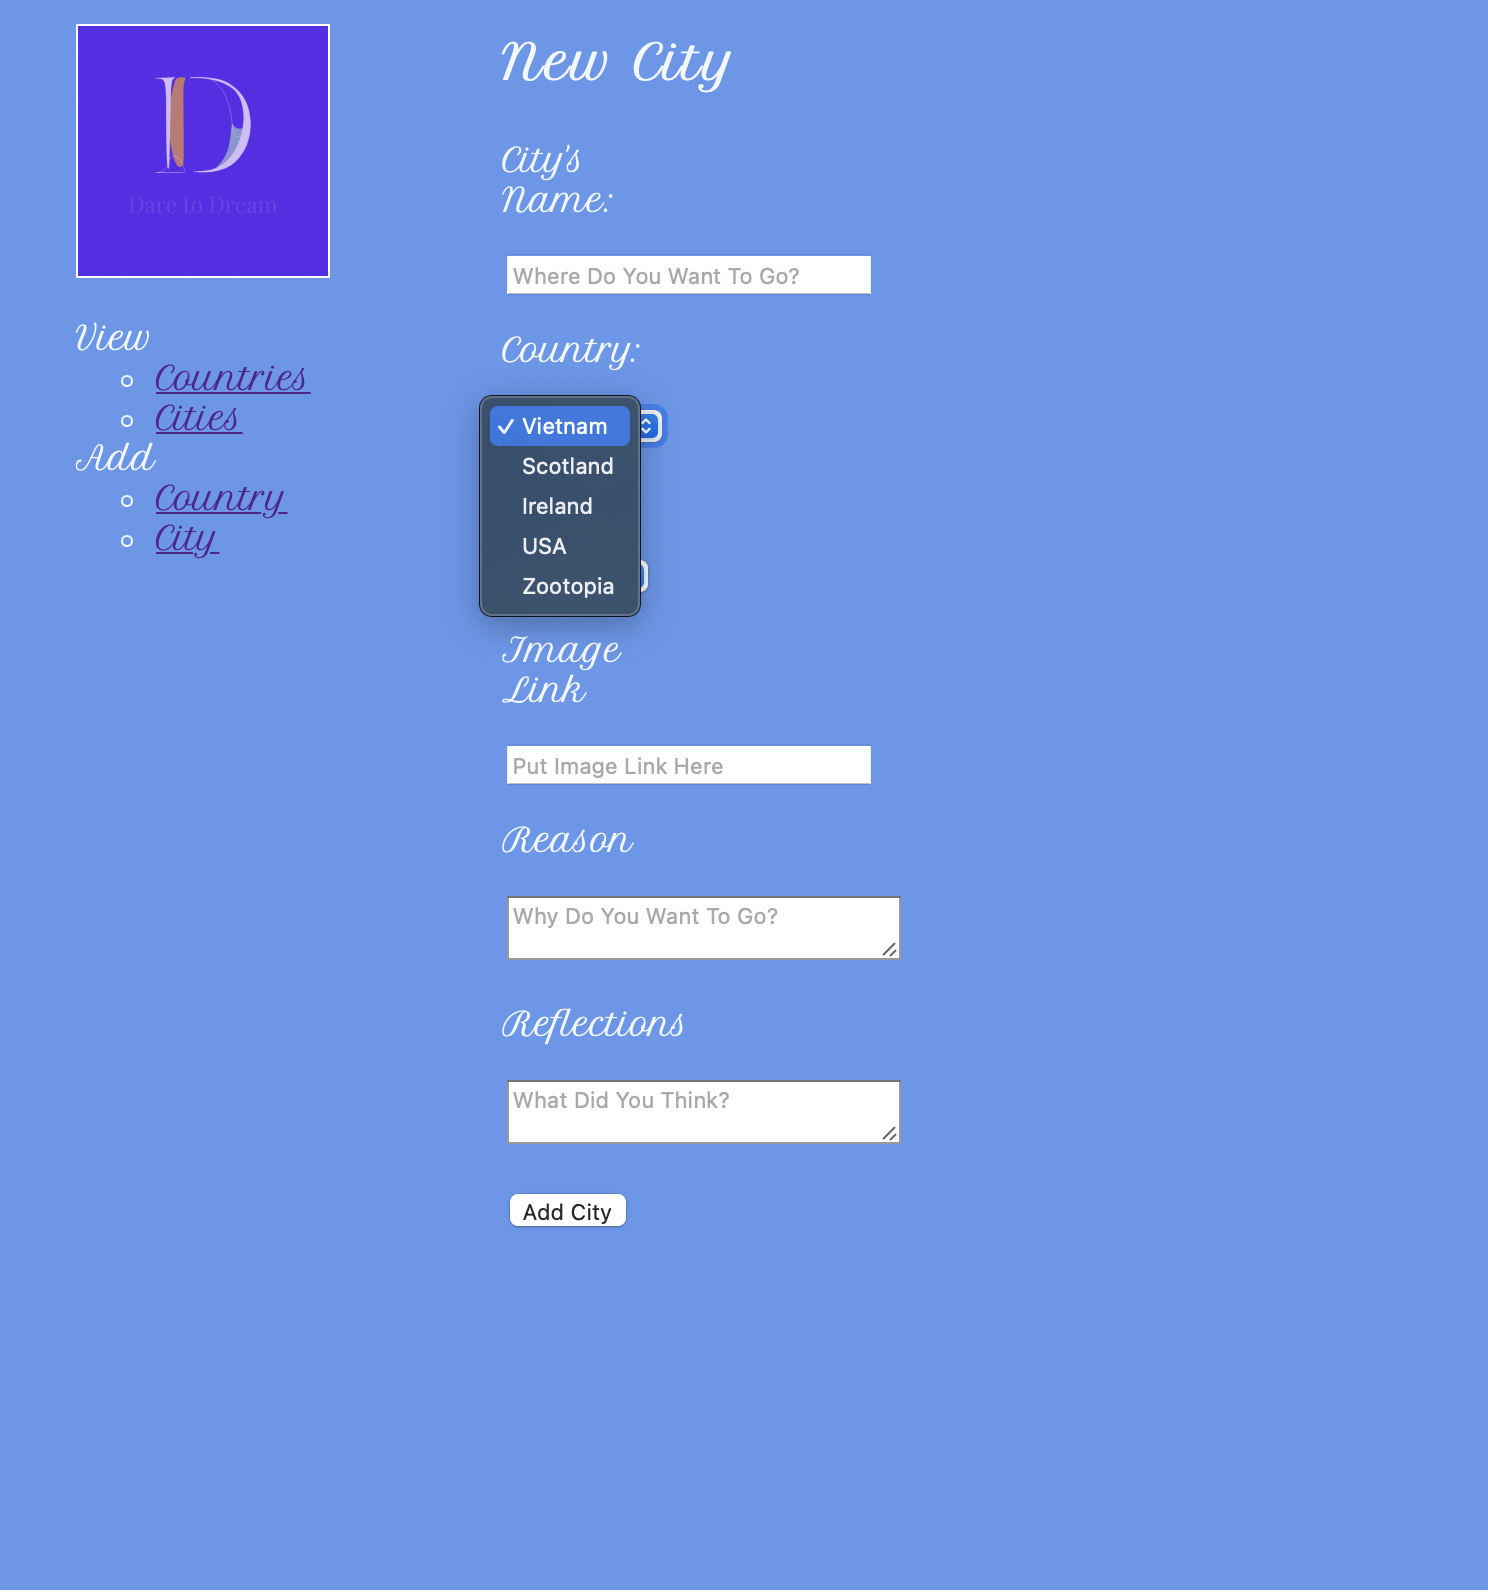 D
Dare to Dream
View
Countries
Cities
Add
Country
City
New City
City's
Name:
Where Do You Want To Go?
Country:
Vietnam
Scotland
Ireland
USA
Zootopia
Image
Link
Put Image Link Here
Reason
Why Do You Want To Go?
Reflections
What Did You Think?
Add City